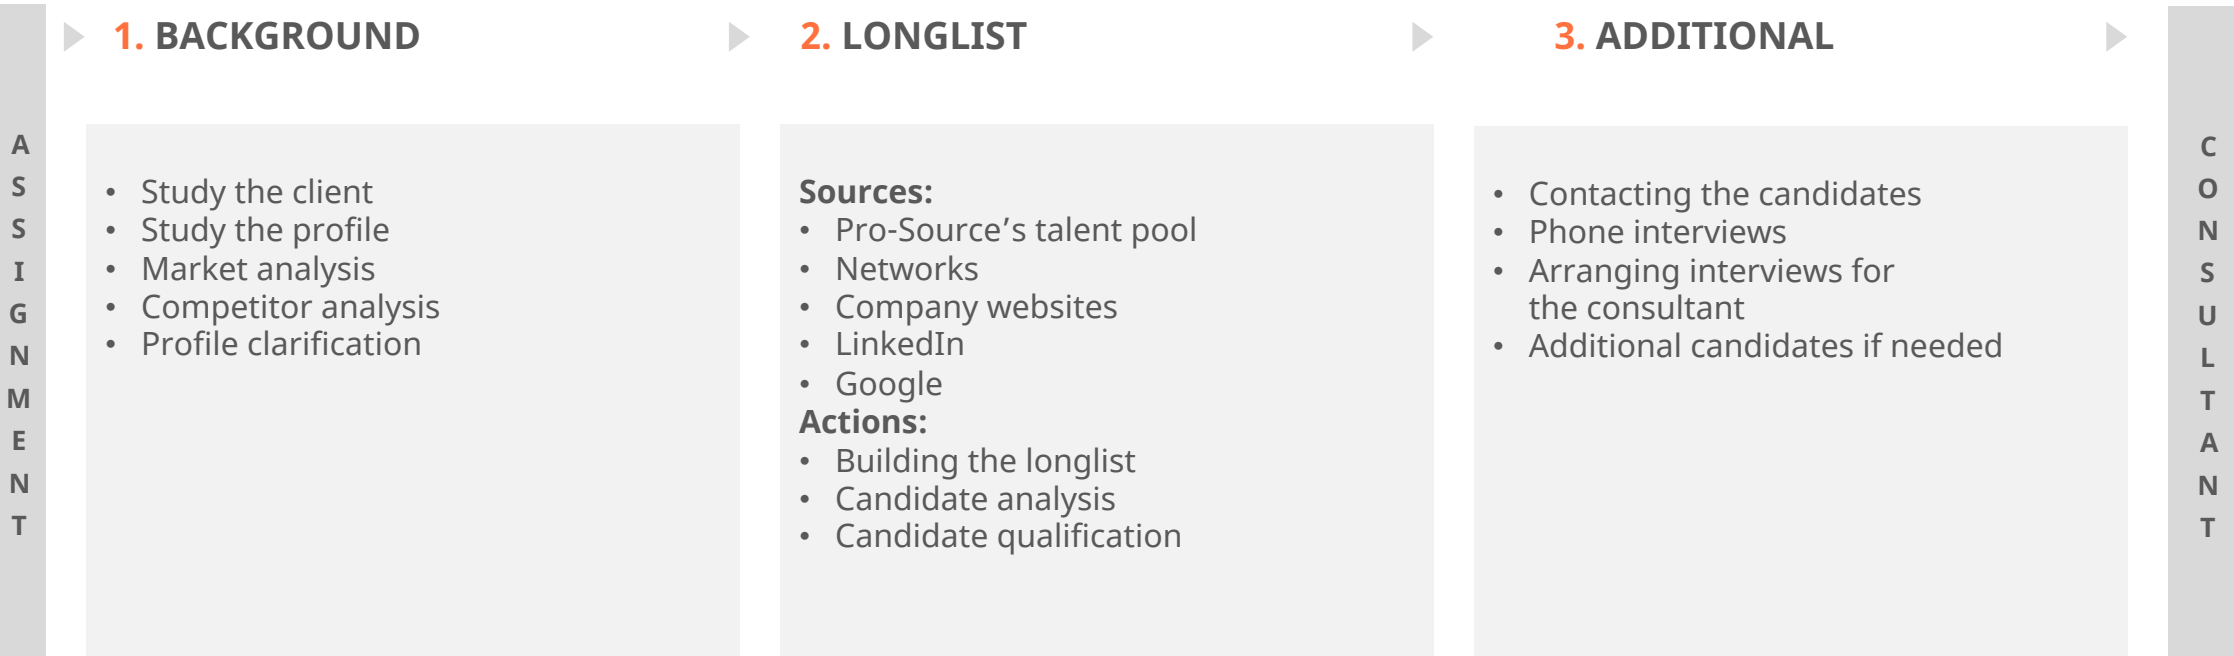 ASSIGNMENT
1. BACKGROUND
• Study the client
• Study the profile
• Market analysis
• Competitor analysis
• Profile clarification
2. LONGLIST
Sources:
• Pro-Source’s talent pool
• Networks
• Company websites
• LinkedIn
• Google
Actions:
• Building the longlist
• Candidate analysis
• Candidate qualification
3. ADDITIONAL
• Contacting the candidates
• Phone interviews
• Arranging interviews for
the consultant
• Additional candidates if needed
CONSULTANT